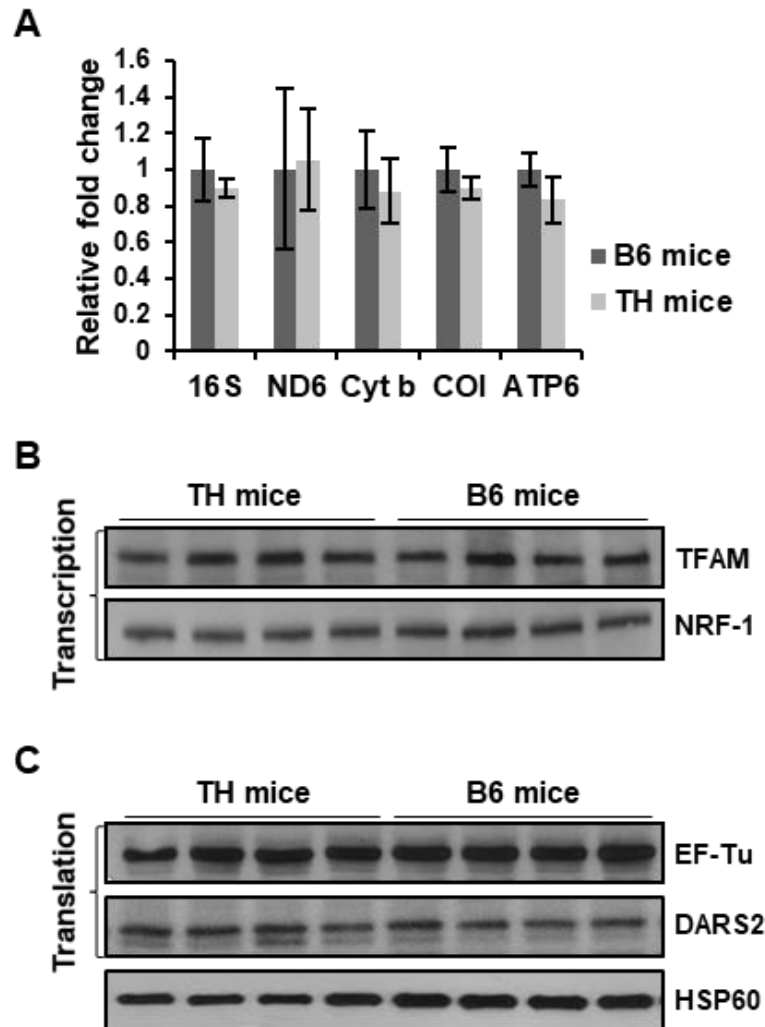 A
Relative fold change
1.6
1.4
1.2
1
0.8
0.6
0.4
0.2
0
16S ND6 Cyt b COI ATP6
B6 mice
TH mice
B
TH mice B6 mice
Transcription
TFAM
NRF-1
C
TH mice B6 mice
Translation
EF-Tu
DARS2
HSP60